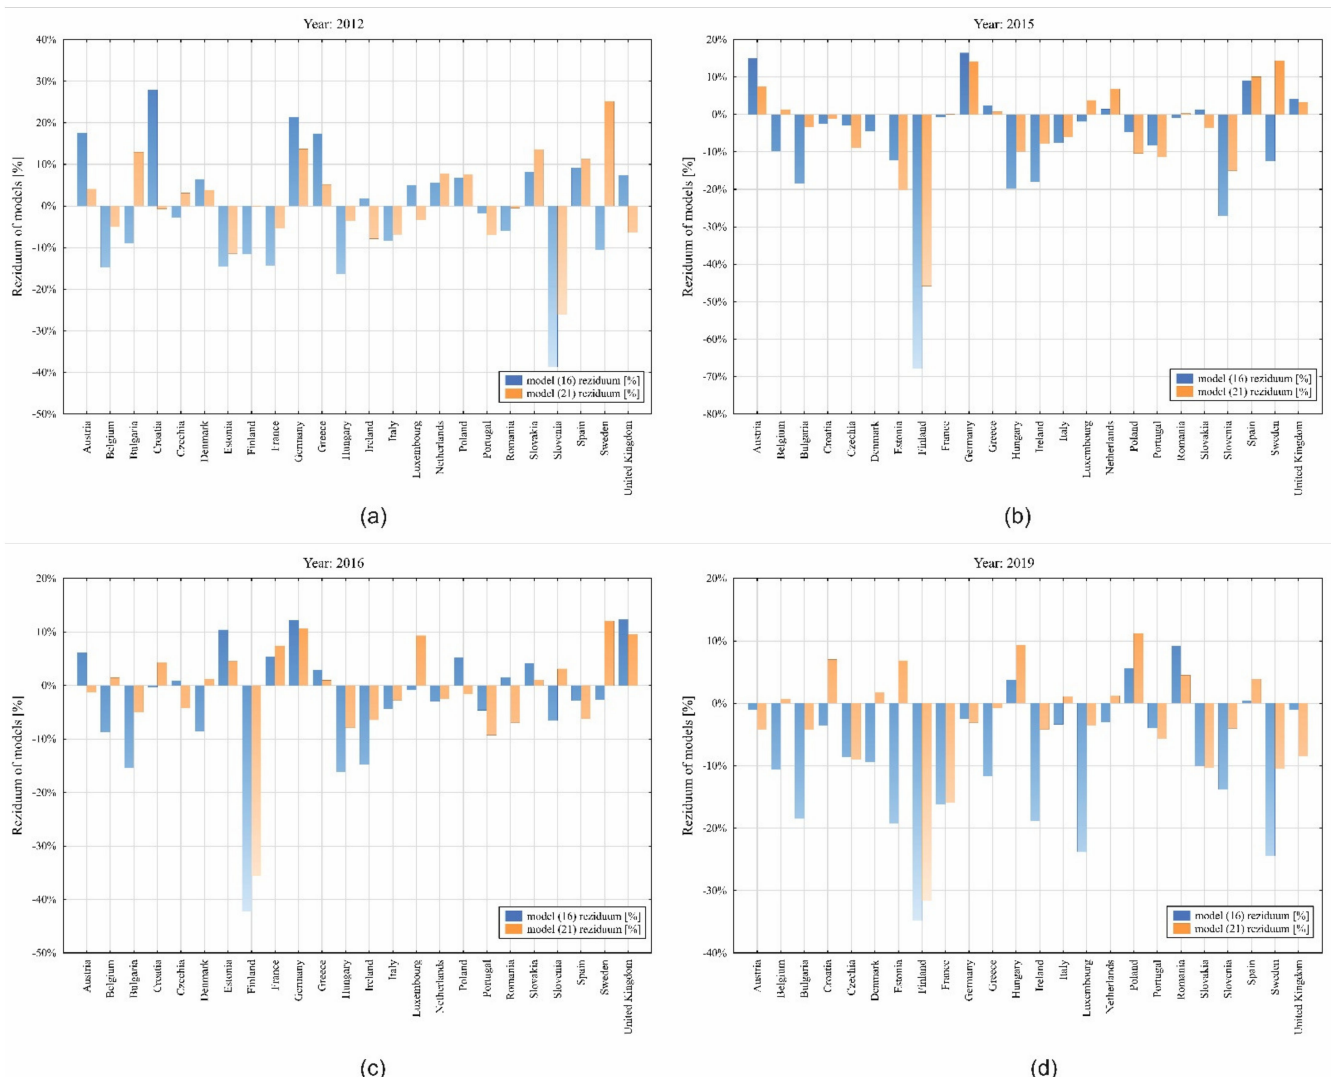 Year: 2012
40%
30%
20%
10%
0%
-10%
-20%
-30%
-40%
-50%
Reziduum of models [%]
model (16) reziduum [%]
model (21) reziduum [%]
Austria
Belgium
Bulgaria
Croatia
Czechia
Denmark
Estonia
Finland
France
Germany
Greece
Hungary
Ireland
Italy
Luxembourg
Netherlands
Poland
Portugal
Romania
Slovakia
Slovenia
Spain
Sweden
United Kingdom
(a)
Year: 2015
20%
10%
0%
-10%
-20%
-30%
-40%
-50%
-60%
-70%
-80%
Reziduum of models [%]
model (16) reziduum [%]
model (21) reziduum [%]
Austria
Belgium
Bulgaria
Croatia
Czechia
Denmark
Estonia
Finland
France
Germany
Greece
Hungary
Ireland
Italy
Luxembourg
Netherlands
Poland
Portugal
Romania
Slovakia
Slovenia
Spain
Sweden
United Kingdom
(b)
Year: 2016
20%
10%
0%
-10%
-20%
-30%
-40%
-50%
Reziduum of models [%]
model (16) reziduum [%]
model (21) reziduum [%]
Austria
Belgium
Bulgaria
Croatia
Czechia
Denmark
Estonia
Finland
France
Germany
Greece
Hungary
Ireland
Italy
Luxembourg
Netherlands
Poland
Portugal
Romania
Slovakia
Slovenia
Spain
Sweden
United Kingdom
(c)
Year: 2019
20%
10%
0%
-10%
-20%
-30%
-40%
Reziduum of models [%]
model (16) reziduum [%]
model (21) reziduum [%]
Austria
Belgium
Bulgaria
Croatia
Czechia
Denmark
Estonia
Finland
France
Germany
Greece
Hungary
Ireland
Italy
Luxembourg
Netherlands
Poland
Portugal
Romania
Slovakia
Slovenia
Spain
Sweden
United Kingdom
(d)